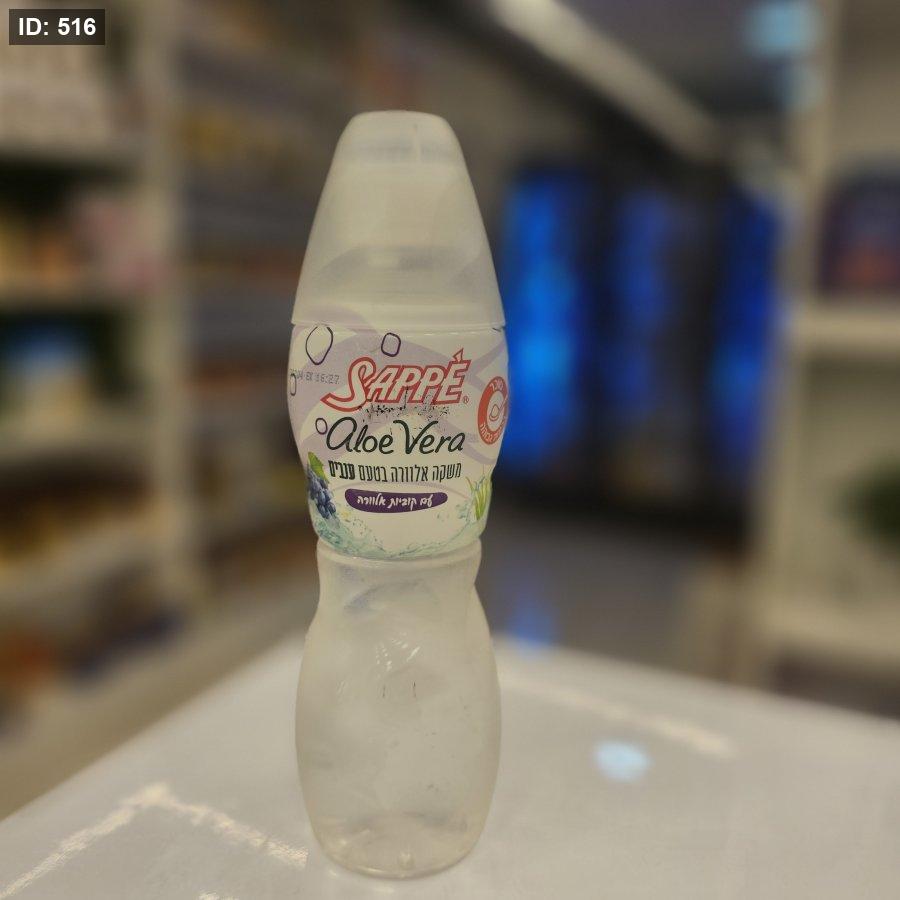 ID: 516
SAPPÉ®
Aloe Vera
משקה אלוורה בטעם ענבים
עם קוביות אלוורה